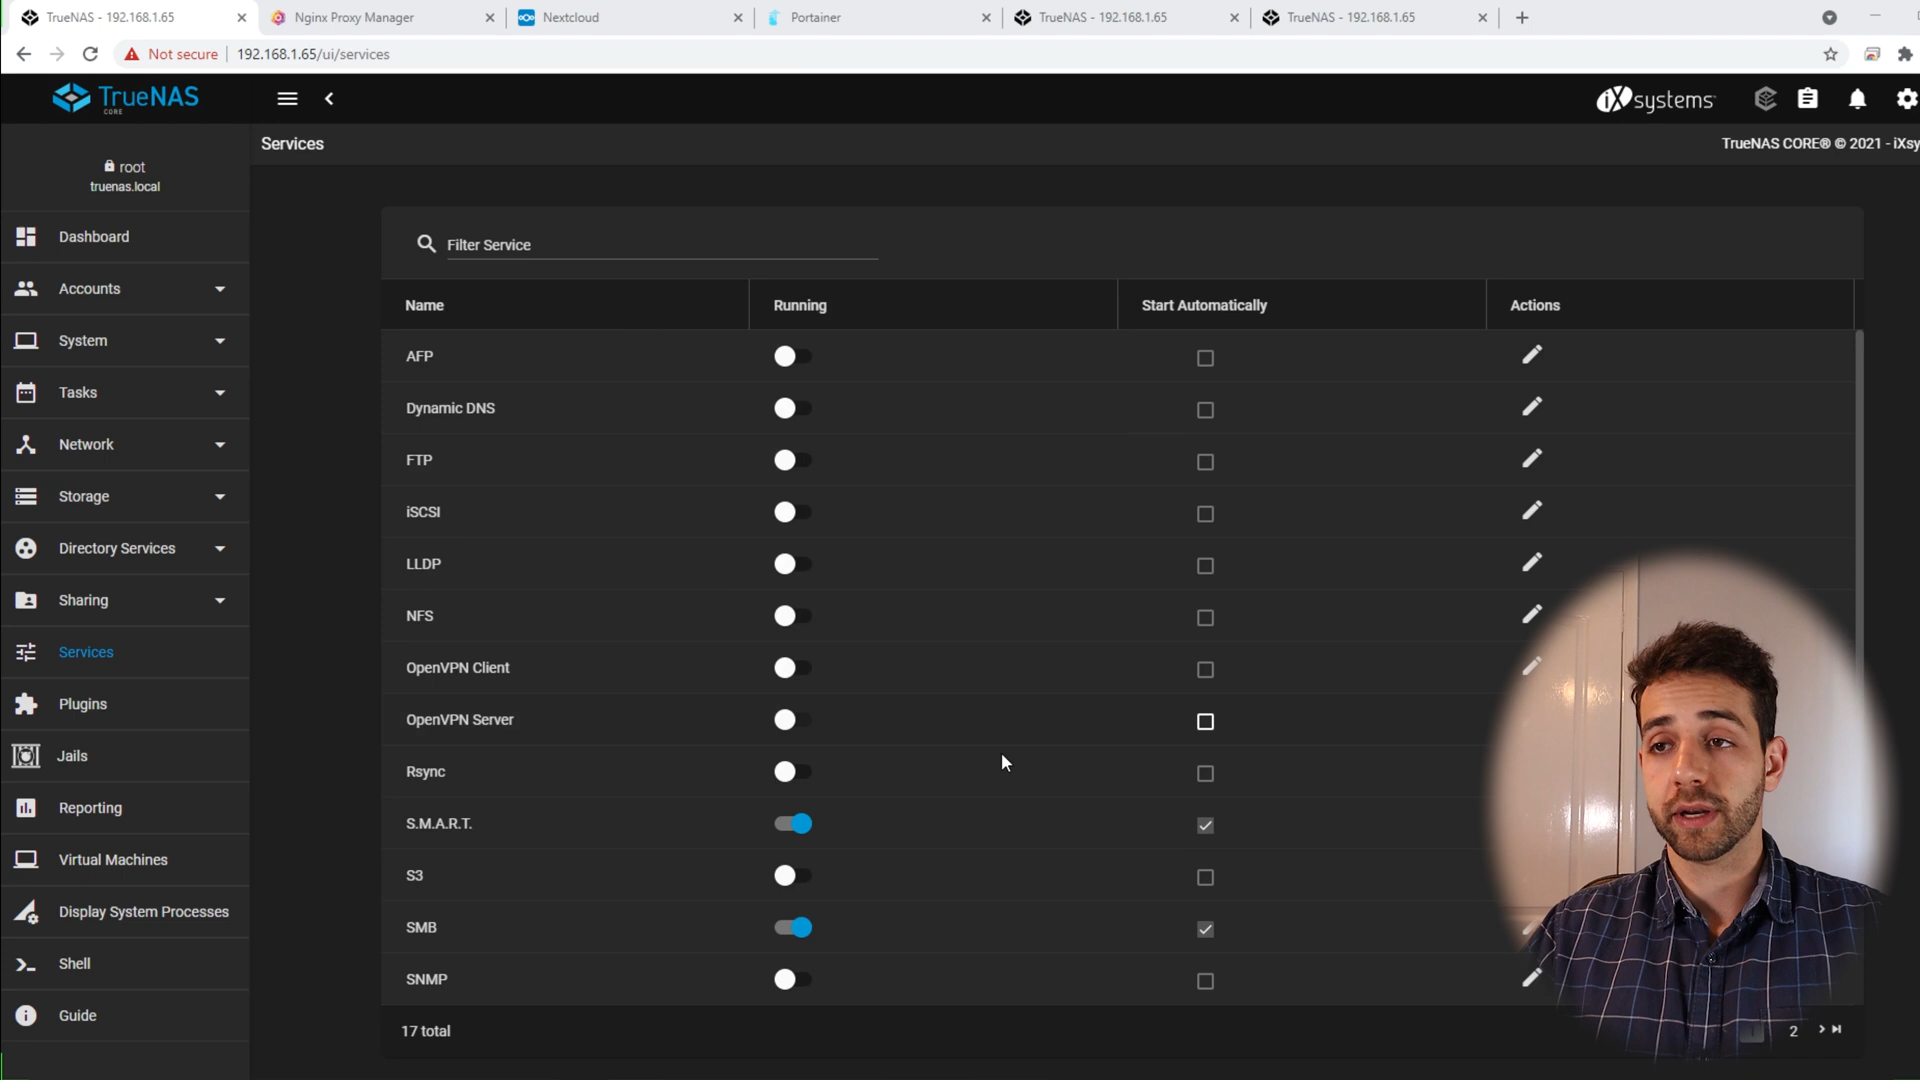 TrueNAS - 192.168.1.65
Nginx Proxy Manager
Nextcloud
Portainer
TrueNAS - 192.168.1.65
TrueNAS - 192.168.1.65
Not secure
192.168.1.65/ui/services
TrueNAS
CORE
iXsystems
Services
TrueNAS CORE® © 2021 - iXsy
root
truenas.local
Dashboard
Accounts
System
Tasks
Network
Storage
Directory Services
Sharing
Services
Plugins
Jails
Reporting
Virtual Machines
Display System Processes
Shell
Guide
Filter Service
Name Running Start Automatically Actions
AFP
Dynamic DNS
FTP
iSCSI
LLDP
NFS
OpenVPN Client
OpenVPN Server
Rsync
S.M.A.R.T.
S3
SMB
SNMP
17 total
1 2